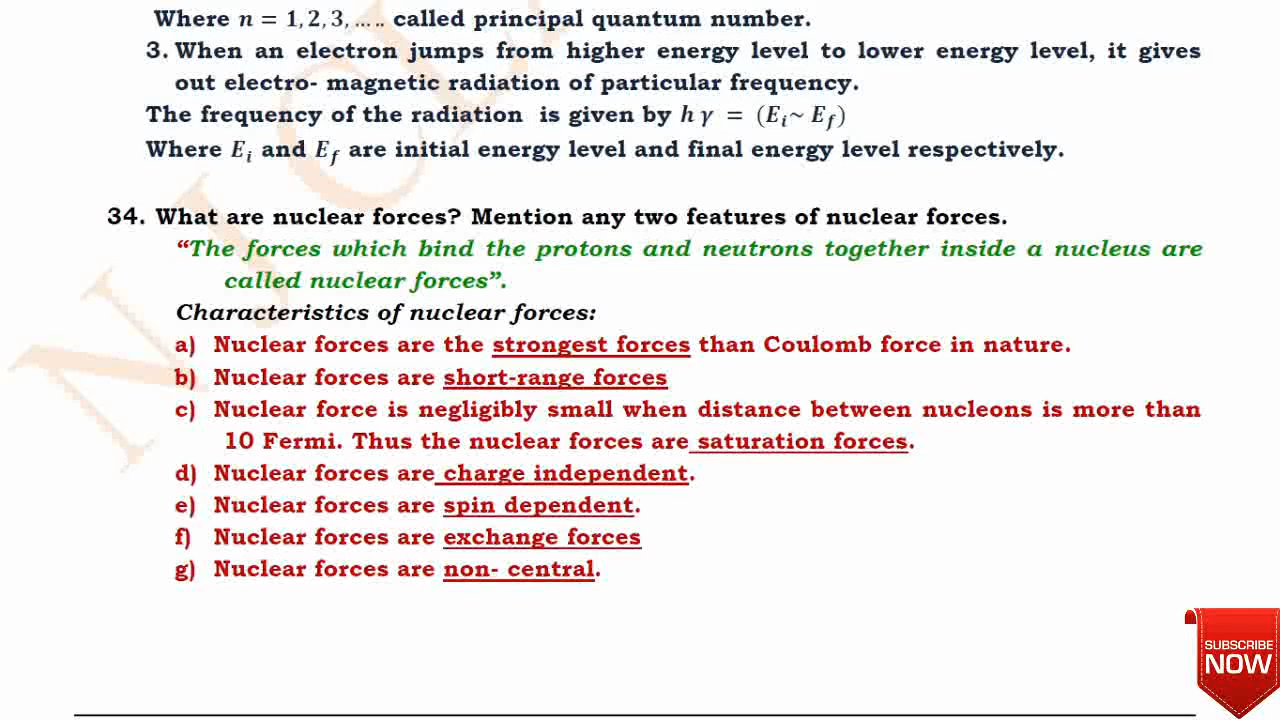 Where n = 1, 2, 3, ..... called principal quantum number.
3. When an electron jumps from higher energy level to lower energy level, it gives
out electro- magnetic radiation of particular frequency.
The frequency of the radiation is given by h γ = (Ei ~ Ef)
Where Ei and Ef are initial energy level and final energy level respectively.
34. What are nuclear forces? Mention any two features of nuclear forces.
“The forces which bind the protons and neutrons together inside a nucleus are
called nuclear forces”.
Characteristics of nuclear forces:
a) Nuclear forces are the strongest forces than Coulomb force in nature.
b) Nuclear forces are short-range forces
c) Nuclear force is negligibly small when distance between nucleons is more than
10 Fermi. Thus the nuclear forces are saturation forces.
d) Nuclear forces are charge independent.
e) Nuclear forces are spin dependent.
f) Nuclear forces are exchange forces
g) Nuclear forces are non- central.
SUBSCRIBE
NOW